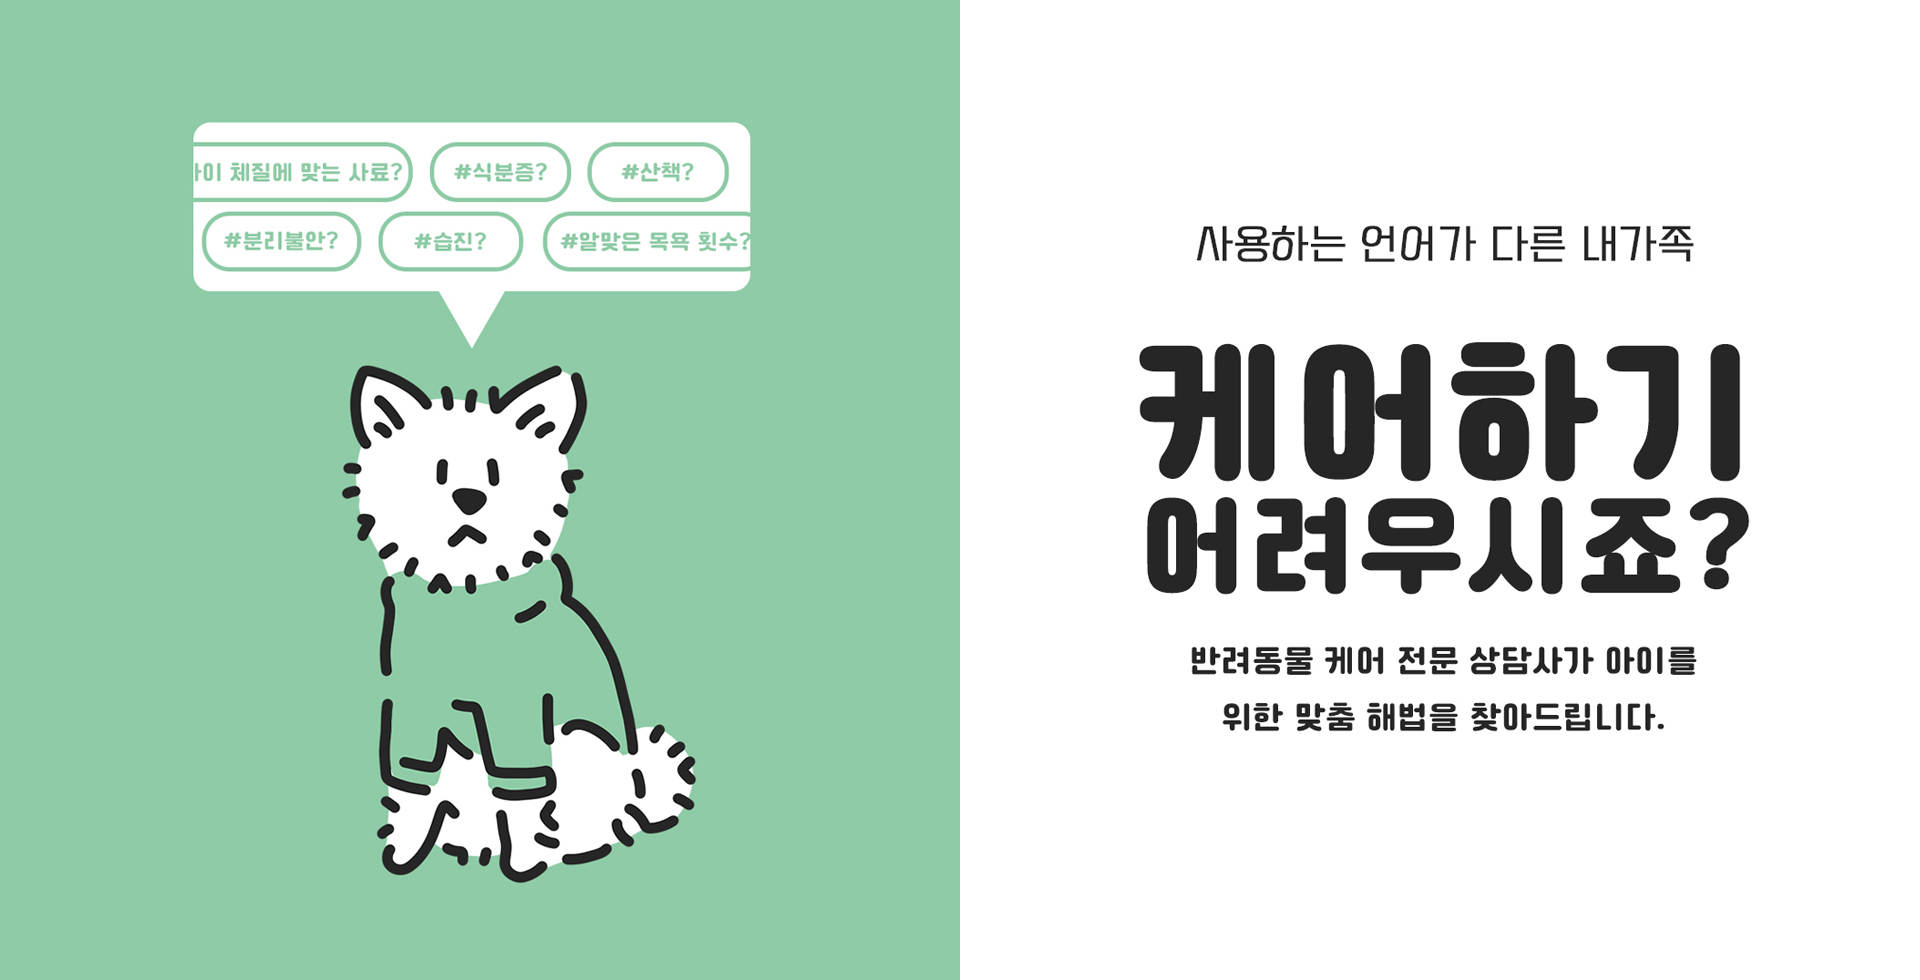 아이 체질에 맞는 사료? #식분증? #산책?
#분리불안? #습진? #알맞은 목욕 횟수?
사용하는 언어가 다른 내가족
케어하기
어려우시죠?
반려동물 케어 전문 상담사가 아이를
위한 맞춤 해법을 찾아드립니다.